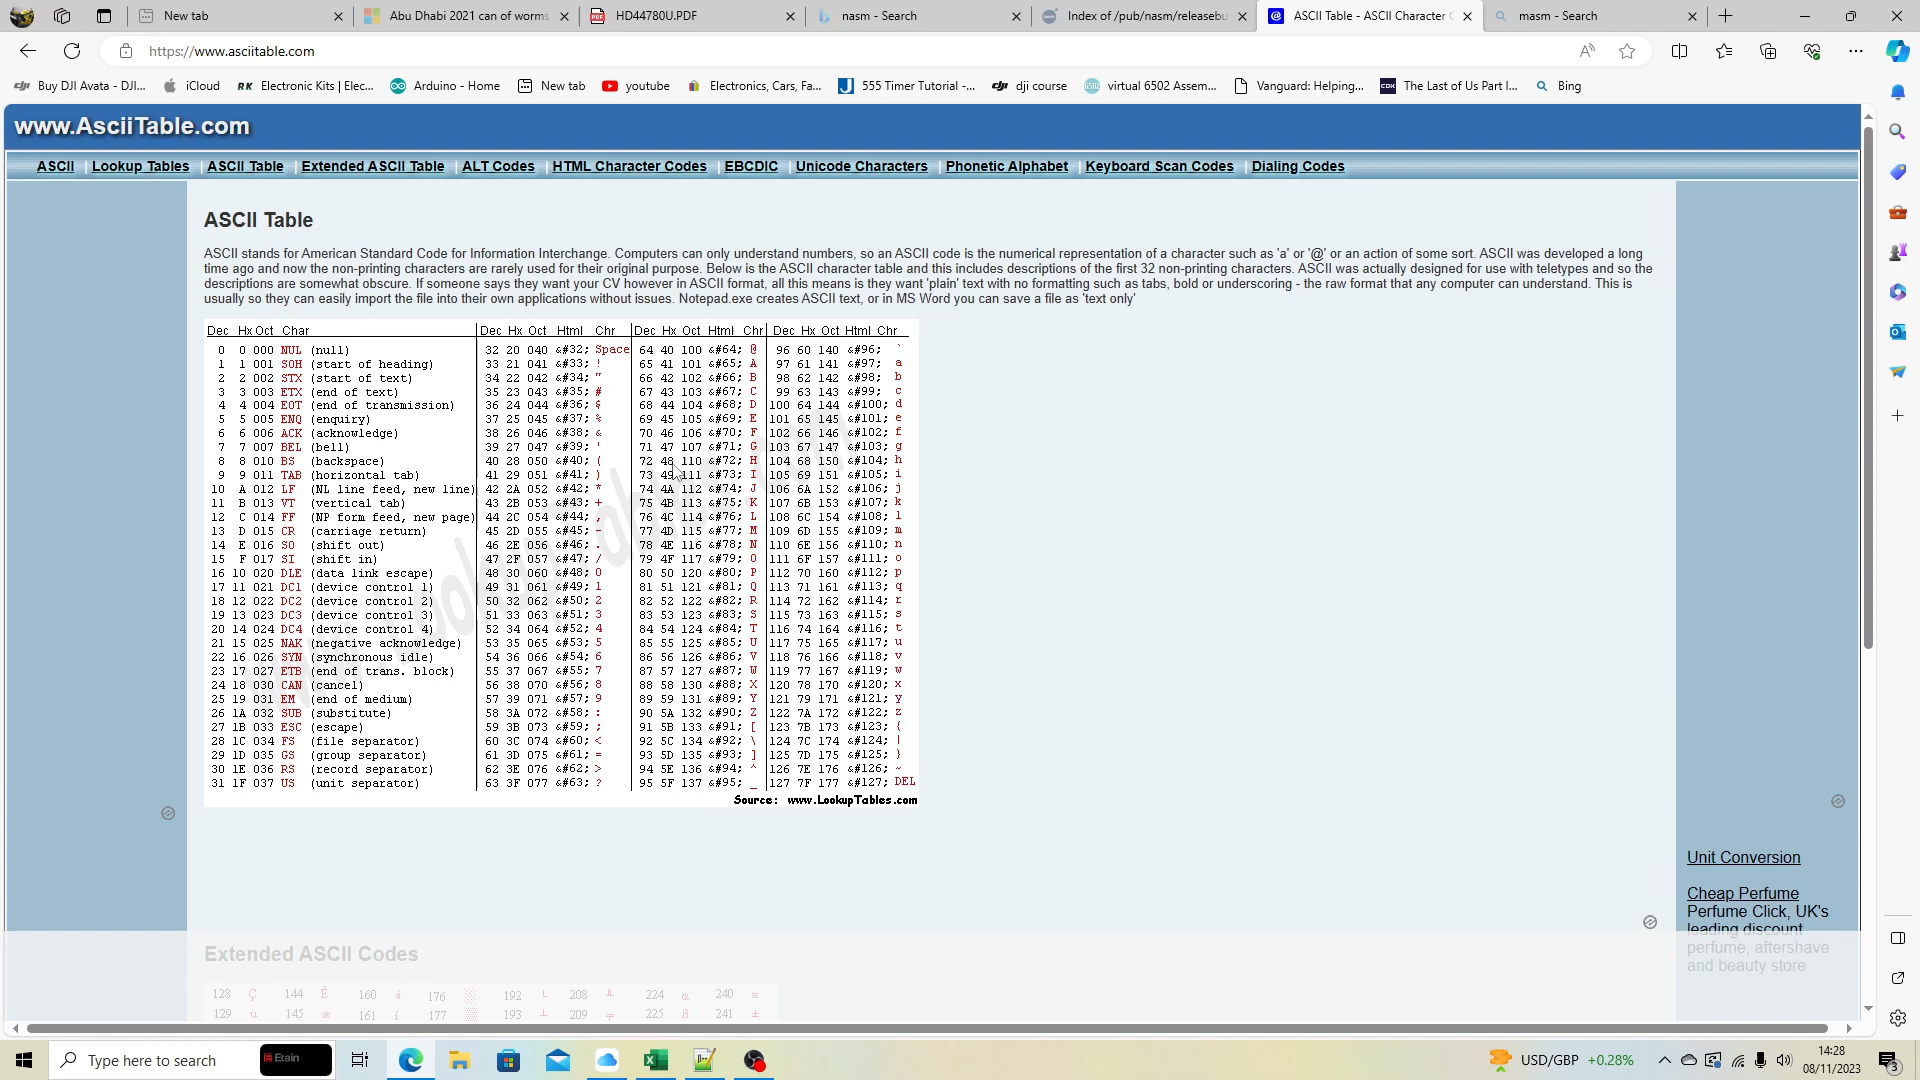 New tab
Abu Dhabi 2021 can of worms
HD44780U.PDF
nasm - Search
Index of /pub/nasm/releasebu
ASCII Table - ASCII Character C
masm - Search
https://www.asciitable.com
Buy DJI Avata - DJI...
iCloud
RK Electronic Kits | Elec...
Arduino - Home
New tab
youtube
Electronics, Cars, Fa...
555 Timer Tutorial -...
dji course
virtual 6502 Assem...
Vanguard: Helping...
The Last of Us Part I...
Bing
www.AsciiTable.com
ASCII | Lookup Tables | ASCII Table | Extended ASCII Table | ALT Codes | HTML Character Codes | EBCDIC | Unicode Characters | Phonetic Alphabet | Keyboard Scan Codes | Dialing Codes
ASCII Table
ASCII stands for American Standard Code for Information Interchange. Computers can only understand numbers, so an ASCII code is the numerical representation of a character such as 'a' or '@' or an action of some sort. ASCII was developed a long
time ago and now the non-printing characters are rarely used for their original purpose. Below is the ASCII character table and this includes descriptions of the first 32 non-printing characters. ASCII was actually designed for use with teletypes and so the
descriptions are somewhat obscure. If someone says they want your CV however in ASCII format, all this means is they want 'plain' text with no formatting such as tabs, bold or underscoring - the raw format that any computer can understand. This is
usually so they can easily import the file into their own applications without issues. Notepad.exe creates ASCII text, or in MS Word you can save a file as 'text only'
Dec Hx Oct Char Dec Hx Oct Html Chr Dec Hx Oct Html Chr Dec Hx Oct Html Chr
0 0 000 NUL (null) 32 20 040 &#32; Space 64 40 100 &#64; @ 96 60 140 &#96; `
1 1 001 SOH (start of heading) 33 21 041 &#33; ! 65 41 101 &#65; A 97 61 141 &#97; a
2 2 002 STX (start of text) 34 22 042 &#34; " 66 42 102 &#66; B 98 62 142 &#98; b
3 3 003 ETX (end of text) 35 23 043 &#35; # 67 43 103 &#67; C 99 63 143 &#99; c
4 4 004 EOT (end of transmission) 36 24 044 &#36; $ 68 44 104 &#68; D 100 64 144 &#100; d
5 5 005 ENQ (enquiry) 37 25 045 &#37; % 69 45 105 &#69; E 101 65 145 &#101; e
6 6 006 ACK (acknowledge) 38 26 046 &#38; & 70 46 106 &#70; F 102 66 146 &#102; f
7 7 007 BEL (bell) 39 27 047 &#39; ' 71 47 107 &#71; G 103 67 147 &#103; g
8 8 010 BS (backspace) 40 28 050 &#40; ( 72 48 110 &#72; H 104 68 150 &#104; h
9 9 011 TAB (horizontal tab) 41 29 051 &#41; ) 73 49 111 &#73; I 105 69 151 &#105; i
10 A 012 LF (NL line feed, new line) 42 2A 052 &#42; * 74 4A 112 &#74; J 106 6A 152 &#106; j
11 B 013 VT (vertical tab) 43 2B 053 &#43; + 75 4B 113 &#75; K 107 6B 153 &#107; k
12 C 014 FF (NP form feed, new page) 44 2C 054 &#44; , 76 4C 114 &#76; L 108 6C 154 &#108; l
13 D 015 CR (carriage return) 45 2D 055 &#45; - 77 4D 115 &#77; M 109 6D 155 &#109; m
14 E 016 SO (shift out) 46 2E 056 &#46; . 78 4E 116 &#78; N 110 6E 156 &#110; n
15 F 017 SI (shift in) 47 2F 057 &#47; / 79 4F 117 &#79; O 111 6F 157 &#111; o
16 10 020 DLE (data link escape) 48 30 060 &#48; 0 80 50 120 &#80; P 112 70 160 &#112; p
17 11 021 DC1 (device control 1) 49 31 061 &#49; 1 81 51 121 &#81; Q 113 71 161 &#113; q
18 12 022 DC2 (device control 2) 50 32 062 &#50; 2 82 52 122 &#82; R 114 72 162 &#114; r
19 13 023 DC3 (device control 3) 51 33 063 &#51; 3 83 53 123 &#83; S 115 73 163 &#115; s
20 14 024 DC4 (device control 4) 52 34 064 &#52; 4 84 54 124 &#84; T 116 74 164 &#116; t
21 15 025 NAK (negative acknowledge) 53 35 065 &#53; 5 85 55 125 &#85; U 117 75 165 &#117; u
22 16 026 SYN (synchronous idle) 54 36 066 &#54; 6 86 56 126 &#86; V 118 76 166 &#118; v
23 17 027 ETB (end of trans. block) 55 37 067 &#55; 7 87 57 127 &#87; W 119 77 167 &#119; w
24 18 030 CAN (cancel) 56 38 070 &#56; 8 88 58 130 &#88; X 120 78 170 &#120; x
25 19 031 EM (end of medium) 57 39 071 &#57; 9 89 59 131 &#89; Y 121 79 171 &#121; y
26 1A 032 SUB (substitute) 58 3A 072 &#58; : 90 5A 132 &#90; Z 122 7A 172 &#122; z
27 1B 033 ESC (escape) 59 3B 073 &#59; ; 91 5B 133 &#91; [ 123 7B 173 &#123; {
28 1C 034 FS (file separator) 60 3C 074 &#60; < 92 5C 134 &#92; \ 124 7C 174 &#124; |
29 1D 035 GS (group separator) 61 3D 075 &#61; = 93 5D 135 &#93; ] 125 7D 175 &#125; }
30 1E 036 RS (record separator) 62 3E 076 &#62; > 94 5E 136 &#94; ^ 126 7E 176 &#126; ~
31 1F 037 US (unit separator) 63 3F 077 &#63; ? 95 5F 137 &#95; _ 127 7F 177 &#127; DEL
Source: www.LookupTables.com
Unit Conversion
Cheap Perfume
Perfume Click, UK's
leading discount
perfume, aftershave
and beauty store
Extended ASCII Codes
128 Ç 144 É 160 á 176 ░ 192 └ 208 ╨ 224 α 240 ≡
129 ü 145 æ 161 í 177 ▒ 193 ┴ 209 ╤ 225 ß 241 ±
Type here to search
Etain
USD/GBP +0.28%
14:28
08/11/2023
3